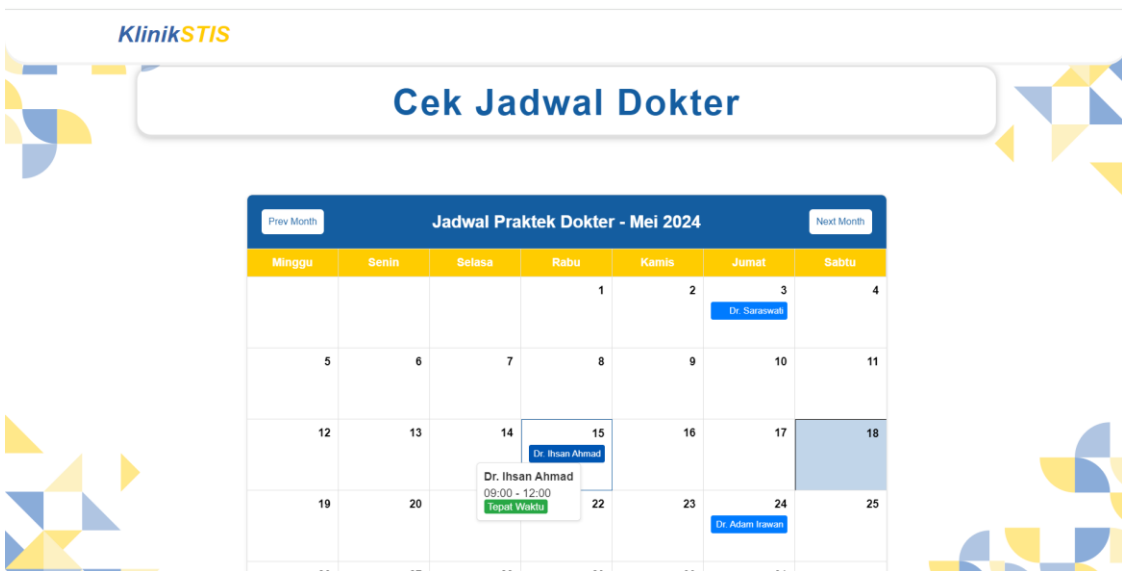 KlinikSTIS
Cek Jadwal Dokter
Prev Month
Jadwal Praktek Dokter - Mei 2024
Next Month
Minggu Senin Selasa Rabu Kamis Jumat Sabtu
1 2 3 4
Dr. Saraswati
5 6 7 8 9 10 11
12 13 14 15 16 17 18
Dr. Ihsan Ahmad
Dr. Ihsan Ahmad
09:00 - 12:00
Tepat Waktu
19 20 22 23 24 25
Dr. Adam Irawan